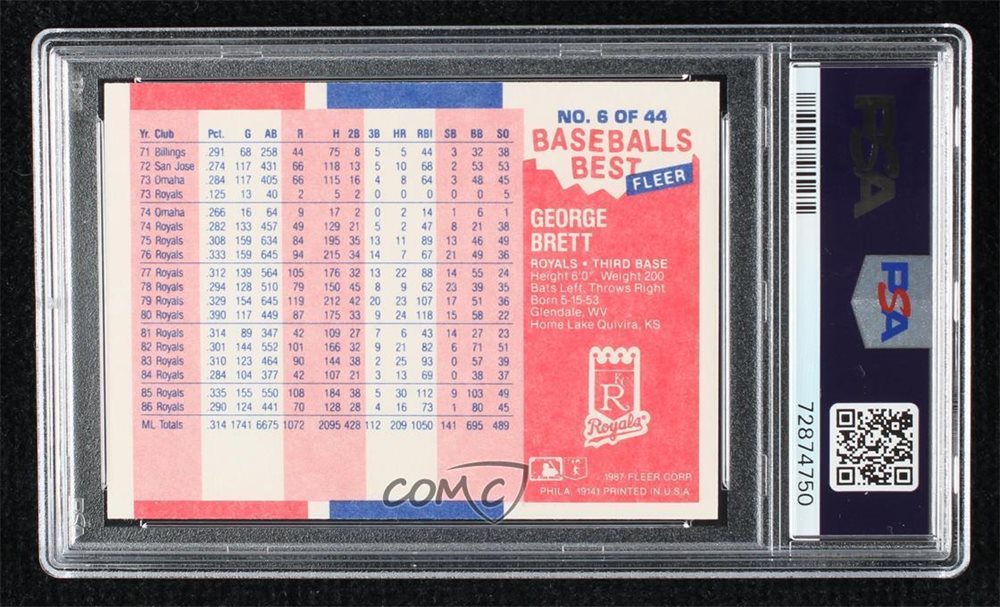 Yr. Club Pct. G AB R H 2B 3B HR RBI SB BB SO
71 Billings .291 68 258 44 75 8 5 5 44 3 32 38
72 San Jose .274 117 431 66 118 13 5 10 68 2 53 53
73 Omaha .284 117 405 66 115 16 4 8 64 3 48 45
73 Royals .125 13 40 2 5 2 0 0 0 0 0 5
74 Omaha .266 16 64 9 17 2 0 2 14 1 6 1
74 Royals .282 133 457 49 129 21 5 2 47 8 21 38
75 Royals .308 159 634 84 195 35 13 11 89 13 46 49
76 Royals .333 159 645 94 215 34 14 7 67 21 49 36
77 Royals .312 139 564 105 176 32 13 22 88 14 55 24
78 Royals .294 128 510 79 150 45 8 9 62 23 39 35
79 Royals .329 154 645 119 212 42 20 23 107 17 51 36
80 Royals .390 117 449 87 175 33 9 24 118 15 58 22
81 Royals .314 89 347 42 109 27 7 6 43 14 27 23
82 Royals .301 144 552 101 166 32 9 21 82 6 71 51
83 Royals .310 123 464 90 144 38 2 25 93 0 57 39
84 Royals .284 104 377 42 107 21 3 13 69 0 38 37
85 Royals .335 155 550 108 184 38 5 30 112 9 103 49
86 Royals .290 124 441 70 128 28 4 16 73 1 80 45
ML Totals .314 1741 6675 1072 2095 428 112 209 1050 141 695 489
NO. 6 OF 44
BASEBALLS
BEST
FLEER
GEORGE
BRETT
ROYALS • THIRD BASE
Height 6'0", Weight 200
Bats Left, Throws Right
Born 5-15-53
Glendale, WV
Home Lake Quivira, KS
KC
R
Royals
1987 FLEER CORP.
PHILA. 19141 PRINTED IN U.S.A.
COMC
PSA
PSA
72874750